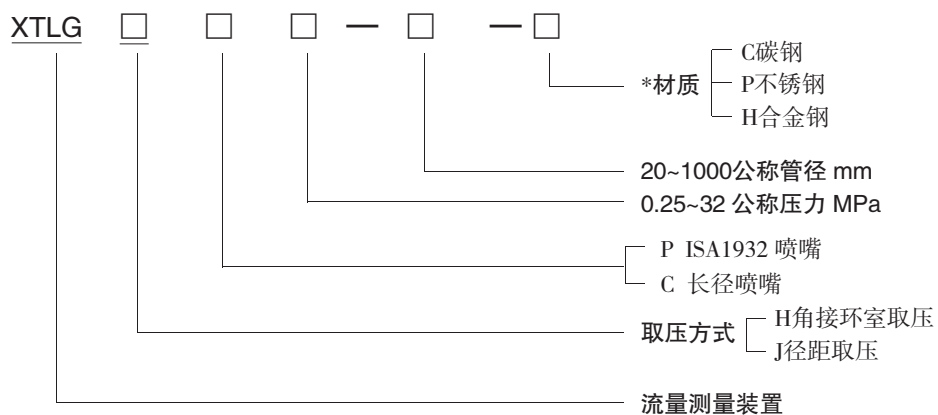 XTLG □ □ □ — □ — □
C碳钢
*材质 P不锈钢
H合金钢
20~1000公称管径 mm
0.25~32 公称压力 MPa
P ISA1932 喷嘴
C 长径喷嘴
H角接环室取压
取压方式
J径距取压
流量测量装置